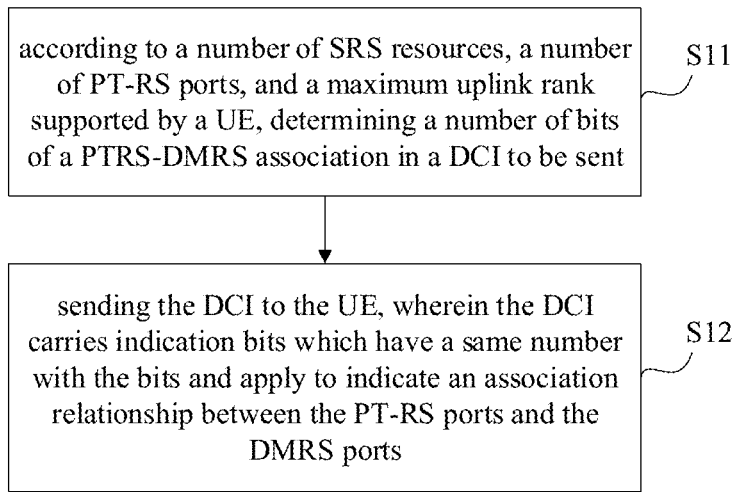 according to a number of SRS resources, a number
of PT-RS ports, and a maximum uplink rank
supported by a UE, determining a number of bits
of a PTRS-DMRS association in a DCI to be sent
S11
sending the DCI to the UE, wherein the DCI
carries indication bits which have a same number
with the bits and apply to indicate an association
relationship between the PT-RS ports and the
DMRS ports
S12